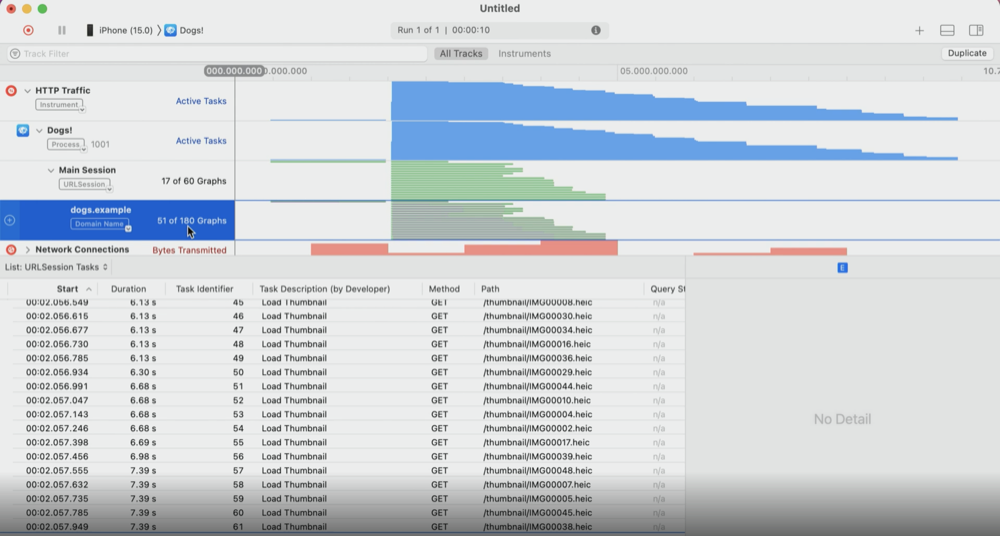 Untitled
iPhone (15.0) Dogs! Run 1 of 1 | 00:00:10
Track Filter All Tracks Instruments Duplicate
000.000.000 0.000.000 05.000.000.000 10.7
HTTP Traffic
Instrument Active Tasks
Dogs!
Process 1001 Active Tasks
Main Session
URLSession 17 of 60 Graphs
dogs.example
Domain Name 51 of 180 Graphs
Network Connections Bytes Transmitted
List: URLSession Tasks E
Start Duration Task Identifier Task Description (by Developer) Method Path Query St
00:02.056.549 6.13 s 45 Load Thumbnail GET /thumbnail/IMG00008.heic n/a
00:02.056.615 6.13 s 46 Load Thumbnail GET /thumbnail/IMG00030.heic n/a
00:02.056.677 6.13 s 47 Load Thumbnail GET /thumbnail/IMG00034.heic n/a
00:02.056.730 6.13 s 48 Load Thumbnail GET /thumbnail/IMG00016.heic n/a
00:02.056.785 6.13 s 49 Load Thumbnail GET /thumbnail/IMG00036.heic n/a
00:02.056.934 6.30 s 50 Load Thumbnail GET /thumbnail/IMG00029.heic n/a
00:02.056.991 6.68 s 51 Load Thumbnail GET /thumbnail/IMG00044.heic n/a
00:02.057.047 6.68 s 52 Load Thumbnail GET /thumbnail/IMG00010.heic n/a
00:02.057.143 6.68 s 53 Load Thumbnail GET /thumbnail/IMG00004.heic n/a
No Detail
00:02.057.246 6.68 s 54 Load Thumbnail GET /thumbnail/IMG00002.heic n/a
00:02.057.398 6.69 s 55 Load Thumbnail GET /thumbnail/IMG00017.heic n/a
00:02.057.456 6.98 s 56 Load Thumbnail GET /thumbnail/IMG00039.heic n/a
00:02.057.555 7.39 s 57 Load Thumbnail GET /thumbnail/IMG00048.heic n/a
00:02.057.632 7.39 s 58 Load Thumbnail GET /thumbnail/IMG00007.heic n/a
00:02.057.735 7.39 s 59 Load Thumbnail GET /thumbnail/IMG00005.heic n/a
00:02.057.785 7.39 s 60 Load Thumbnail GET /thumbnail/IMG00045.heic n/a
00:02.057.949 7.39 s 61 Load Thumbnail GET /thumbnail/IMG00038.heic n/a